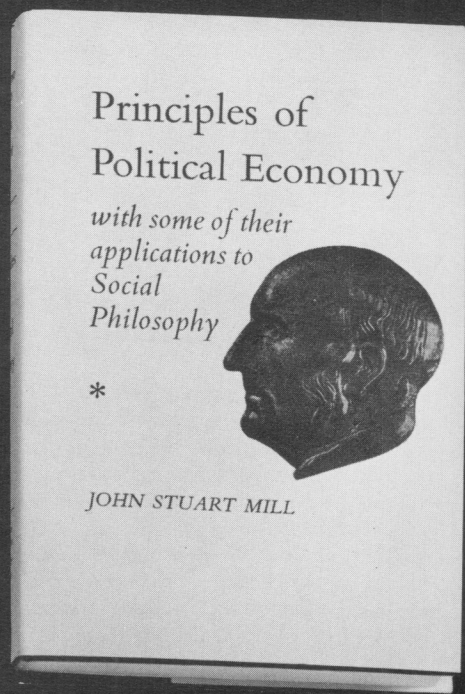 Principles of
Political Economy
with some of their
applications to
Social
Philosophy
*
JOHN STUART MILL